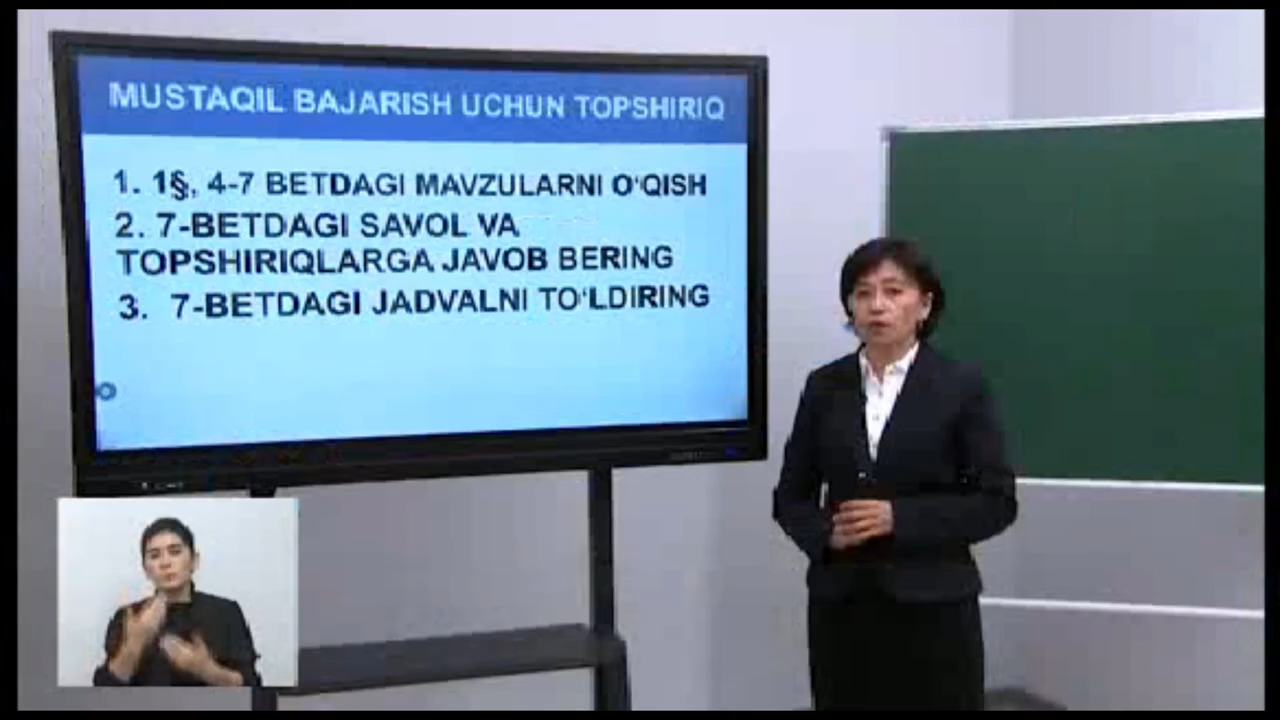 MUSTAQIL BAJARISH UCHUN TOPSHIRIQ
1. 1§, 4-7 BETDAGI MAVZULARNI O‘QISH
2. 7-BETDAGI SAVOL VA
TOPSHIRIQLARGA JAVOB BERING
3. 7-BETDAGI JADVALNI TO‘LDIRING